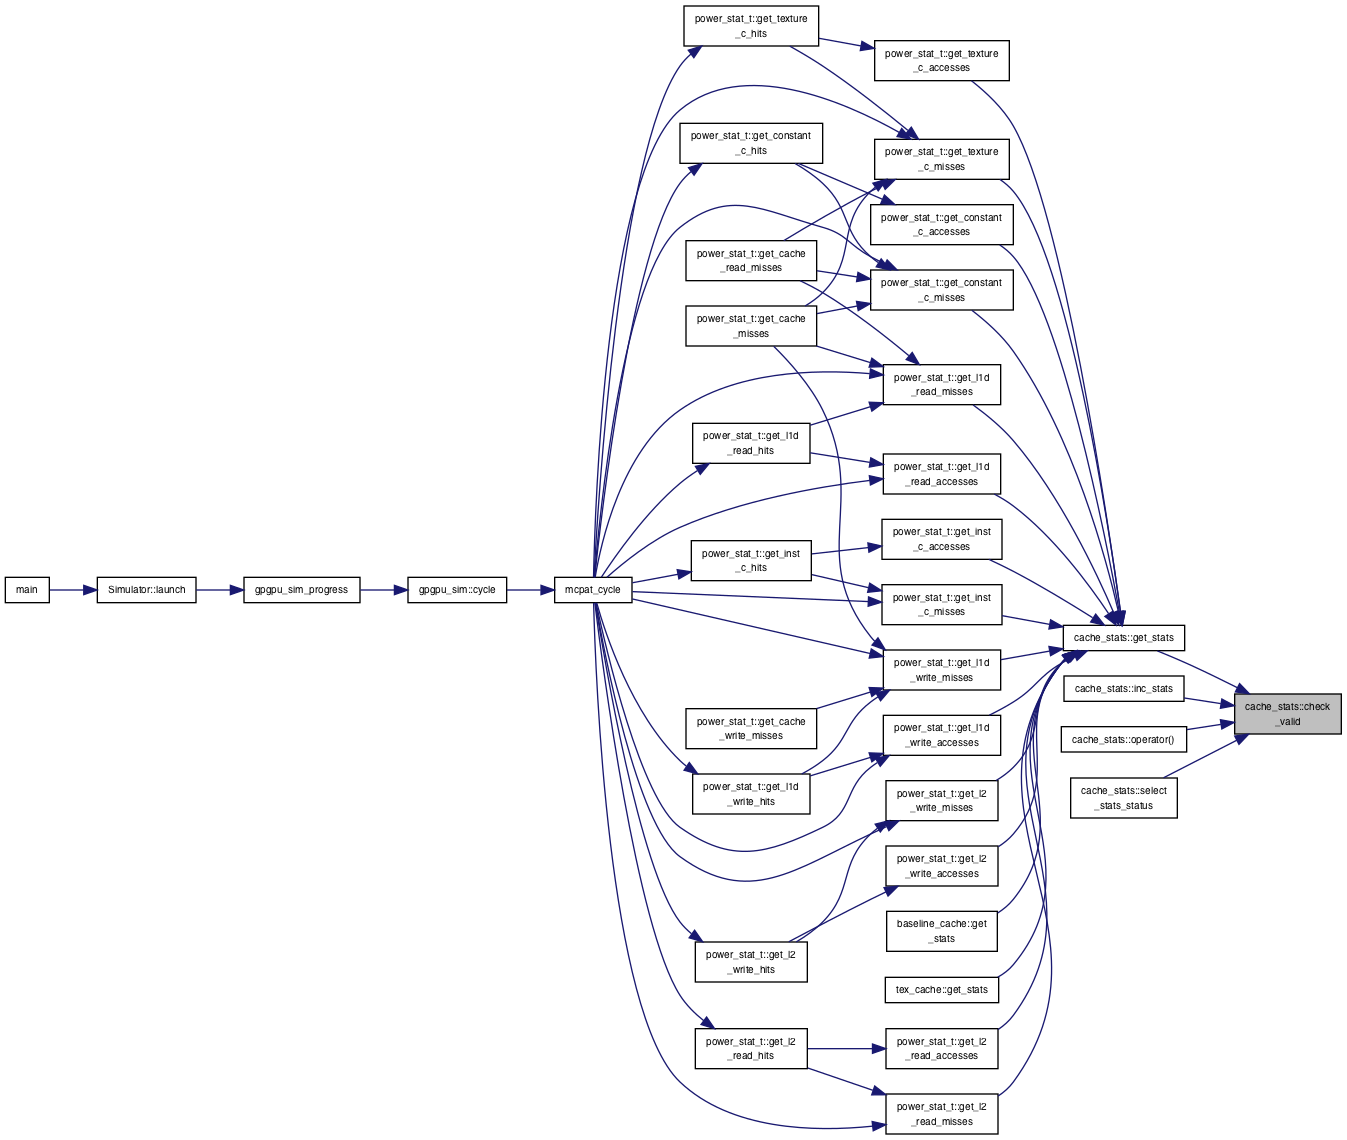 power_stat_t::get_texture
_c_hits
power_stat_t::get_texture
_c_accesses
power_stat_t::get_constant
_c_hits
power_stat_t::get_texture
_c_misses
power_stat_t::get_constant
_c_accesses
power_stat_t::get_cache
_read_misses
power_stat_t::get_constant
_c_misses
power_stat_t::get_cache
_misses
power_stat_t::get_l1d
_read_misses
power_stat_t::get_l1d
_read_hits
power_stat_t::get_l1d
_read_accesses
power_stat_t::get_inst
_c_accesses
power_stat_t::get_inst
_c_hits
main
Simulator::launch
gpgpu_sim_progress
gpgpu_sim::cycle
mcpat_cycle
power_stat_t::get_inst
_c_misses
cache_stats::get_stats
power_stat_t::get_l1d
_write_misses
cache_stats::inc_stats
cache_stats::check
_valid
power_stat_t::get_cache
_write_misses
power_stat_t::get_l1d
_write_accesses
cache_stats::operator()
power_stat_t::get_l1d
_write_hits
power_stat_t::get_l2
_write_misses
cache_stats::select
_stats_status
power_stat_t::get_l2
_write_accesses
baseline_cache::get
_stats
power_stat_t::get_l2
_write_hits
tex_cache::get_stats
power_stat_t::get_l2
_read_hits
power_stat_t::get_l2
_read_accesses
power_stat_t::get_l2
_read_misses